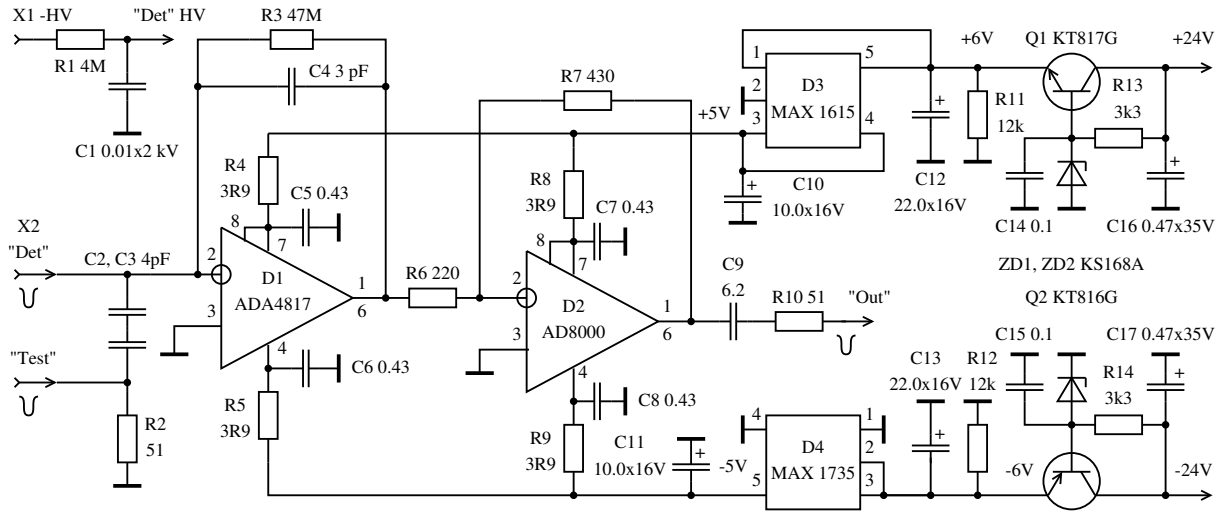 X1 -HV
"Det" HV
R1 4M
C1 0.01x2 kV
R3 47M
C4 3 pF
R7 430
+5V
R4
3R9
C5 0.43
8
7
R8
3R9
C7 0.43
8
7
X2
"Det"
C2, C3 4pF
2
3
D1
ADA4817
1
6
4
R6 220
2
3
D2
AD8000
1
6
4
C9
6.2
R10 51
"Out"
"Test"
R2
51
C6 0.43
R5
3R9
C8 0.43
R9
3R9
C11
10.0x16V
-5V
1
2
3
D3
MAX 1615
5
4
C10
10.0x16V
+6V
C12
22.0x16V
R11
12k
Q1 KT817G
+24V
R13
3k3
C14 0.1
C16 0.47x35V
ZD1, ZD2 KS168A
Q2 KT816G
C15 0.1
C17 0.47x35V
C13
22.0x16V
R12
12k
R14
3k3
4
5
D4
MAX 1735
1
2
3
-6V
-24V
+
+
+
+
+
+